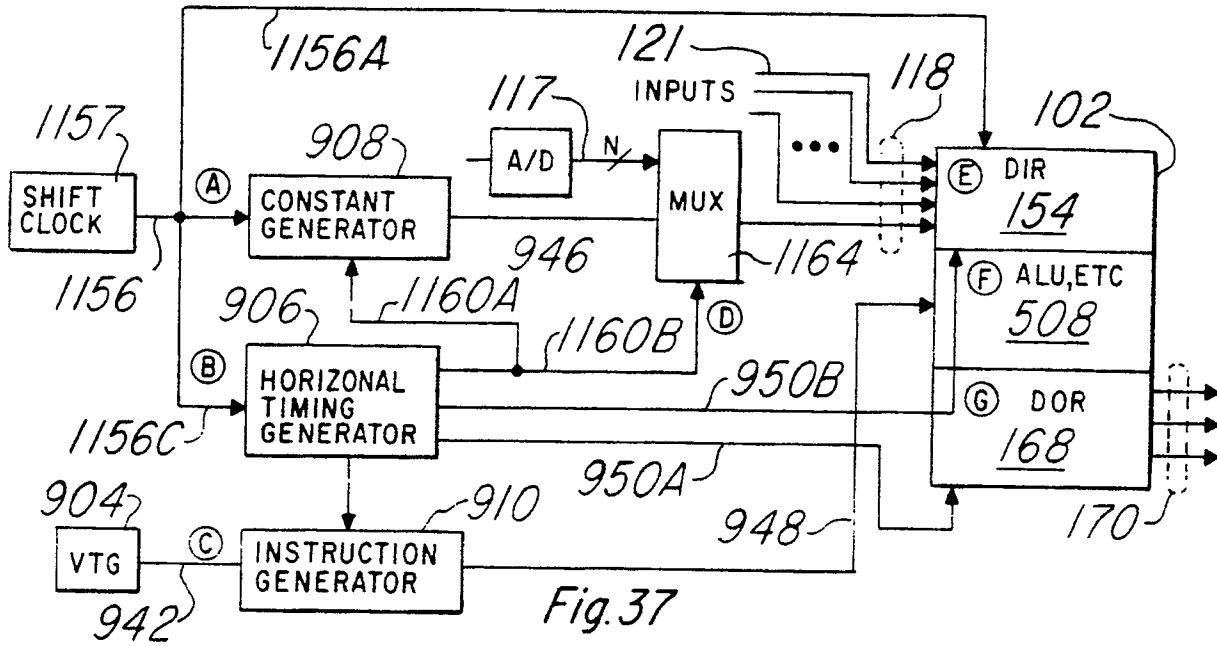 1156A
121
INPUTS
118
1157
117
908
102
SHIFT
CLOCK
A
CONSTANT
GENERATOR
A/D
N
MUX
E DIR
154
1156
946
1164
906
1160A
F ALU,ETC
508
B
HORIZONAL
TIMING
GENERATOR
1160B
D
950B
G DOR
168
1156C
950A
904
910
948
170
VTG
C
INSTRUCTION
GENERATOR
942
Fig.37